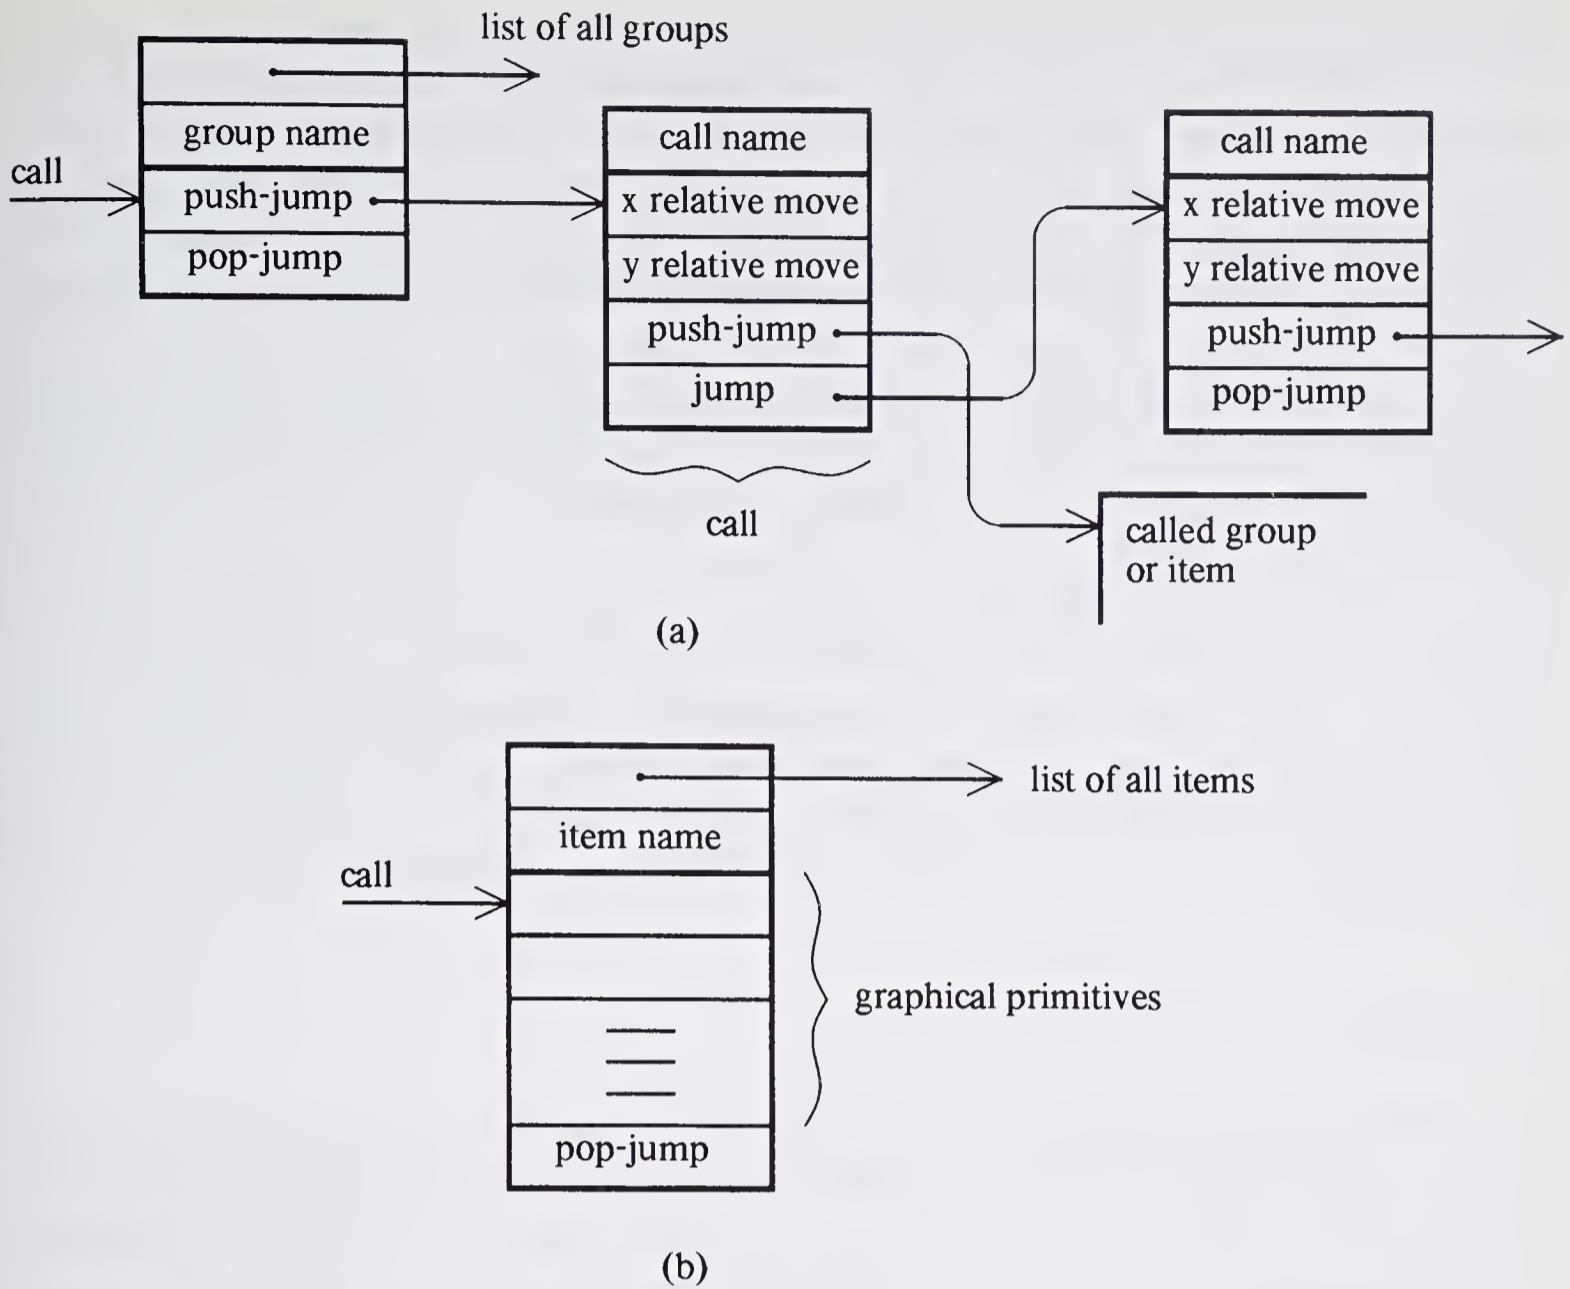 list of all groups
group name
call
push-jump
pop-jump
call name
x relative move
y relative move
push-jump
jump
call
call name
x relative move
y relative move
push-jump
pop-jump
called group
or item
(a)
list of all items
item name
call
graphical primitives
pop-jump
(b)